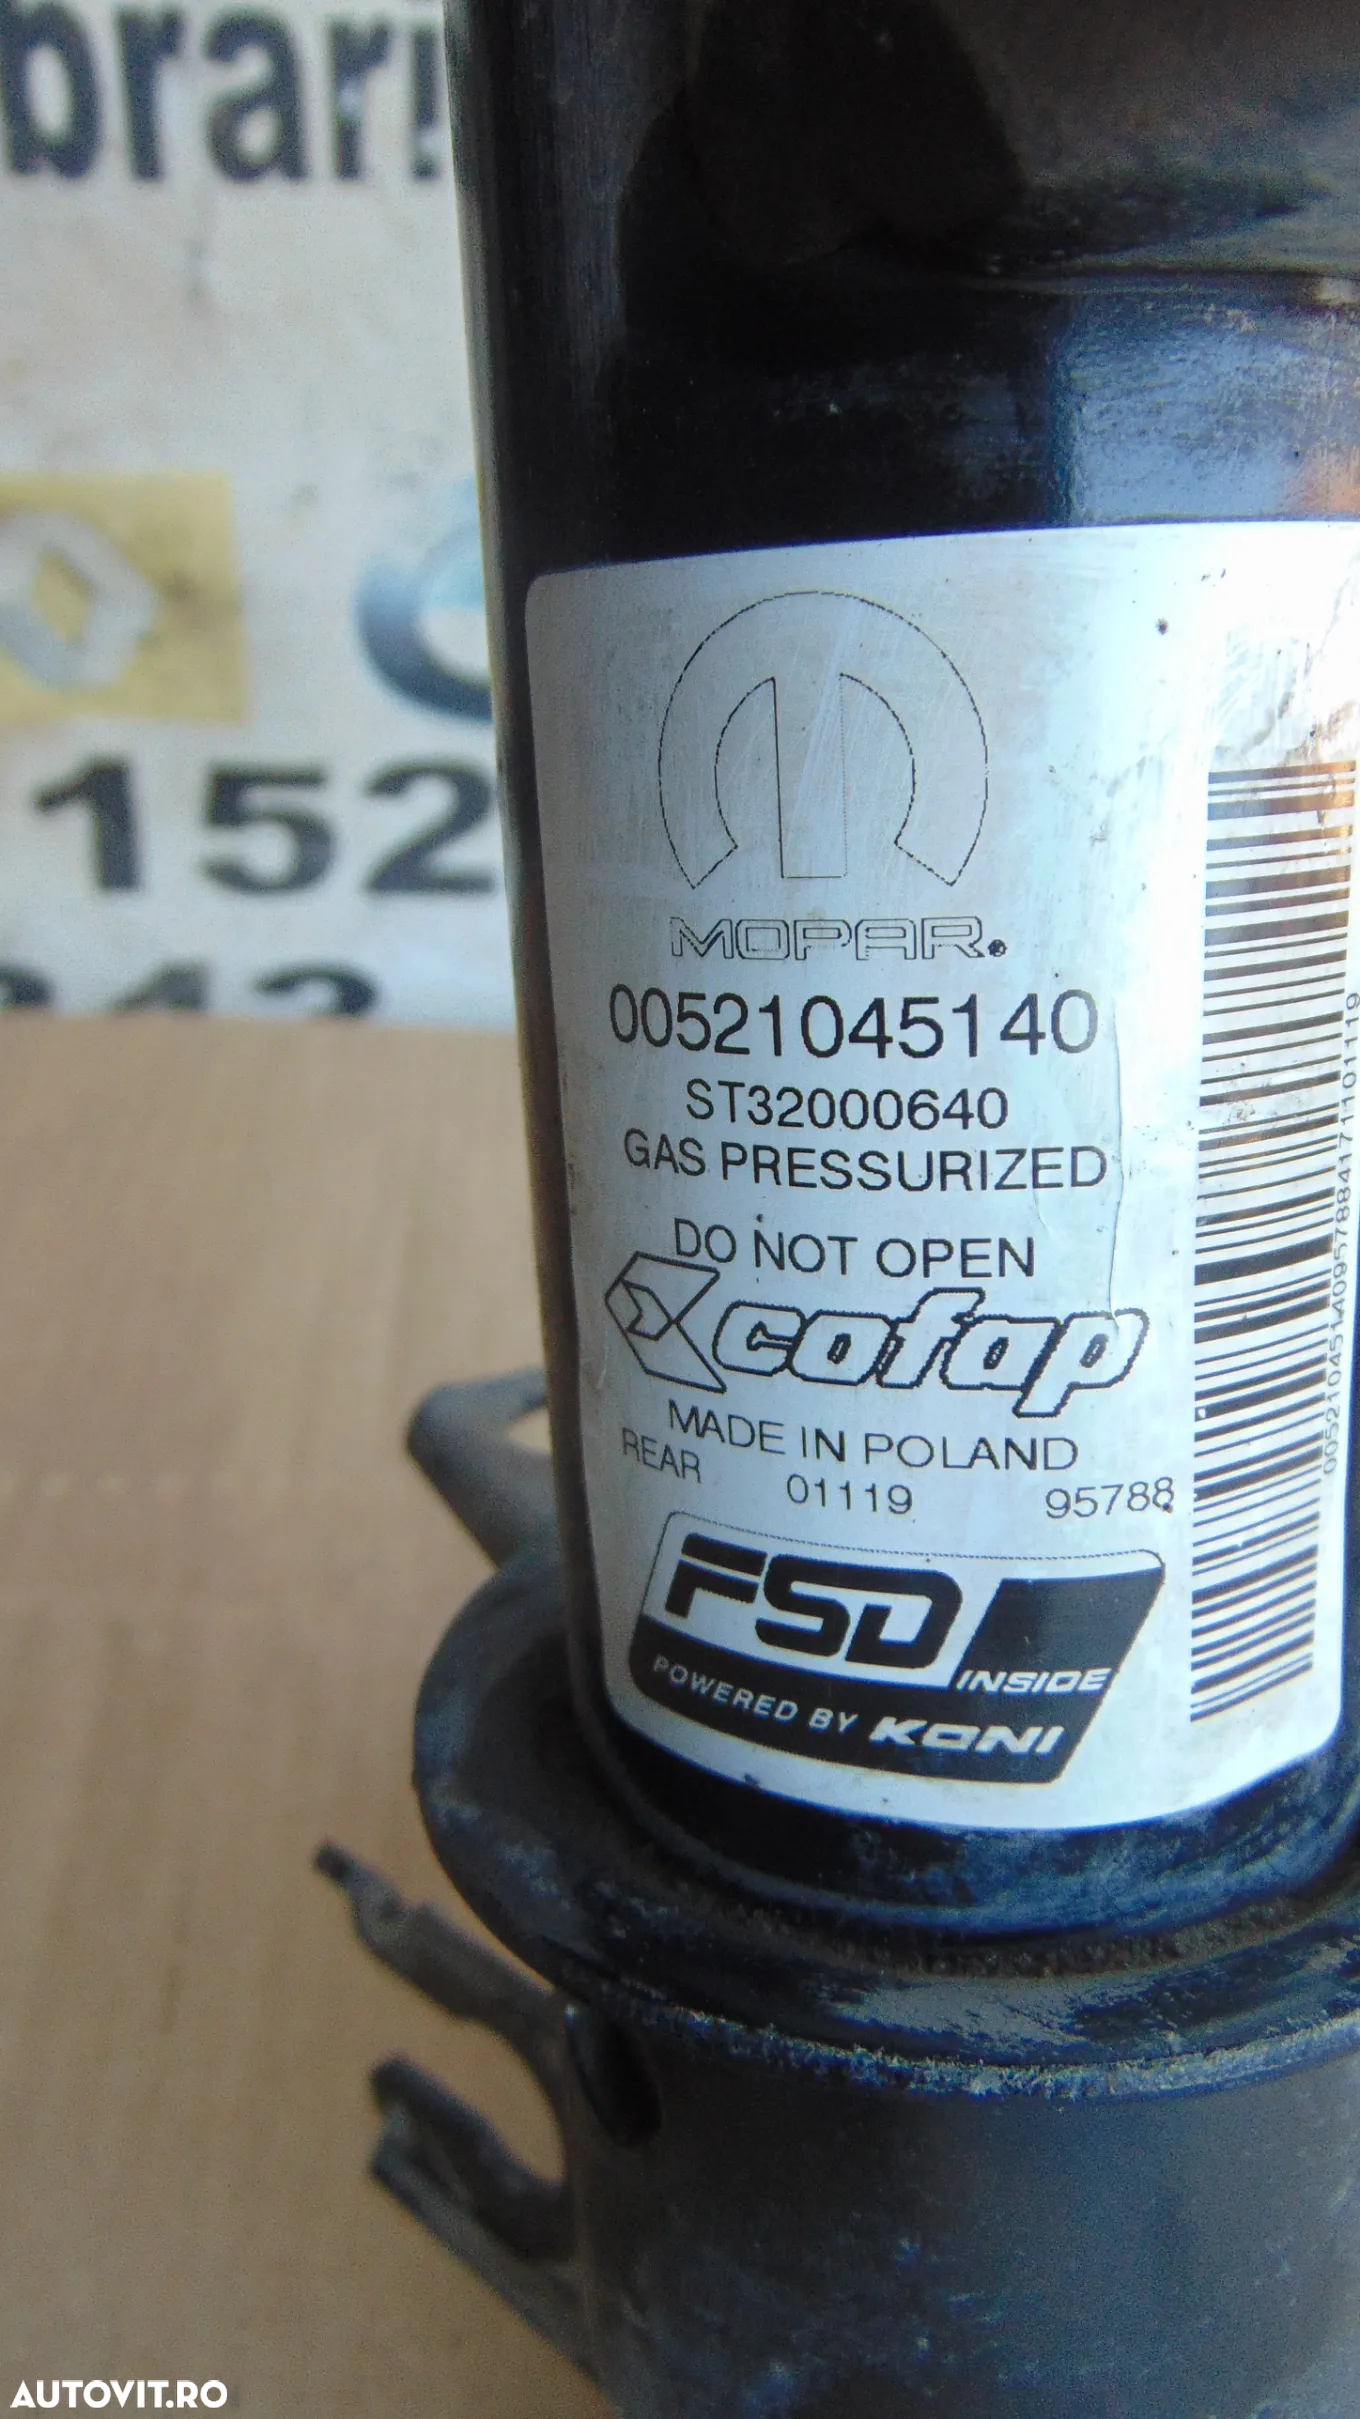 152
MOPAR.
00521045140
ST32000640
GAS PRESSURIZED
DO NOT OPEN
cofap
MADE IN POLAND
REAR 01119 95788
FSD INSIDE
POWERED BY KONI
005210451409578841711O1119
AUTOVIT.RO